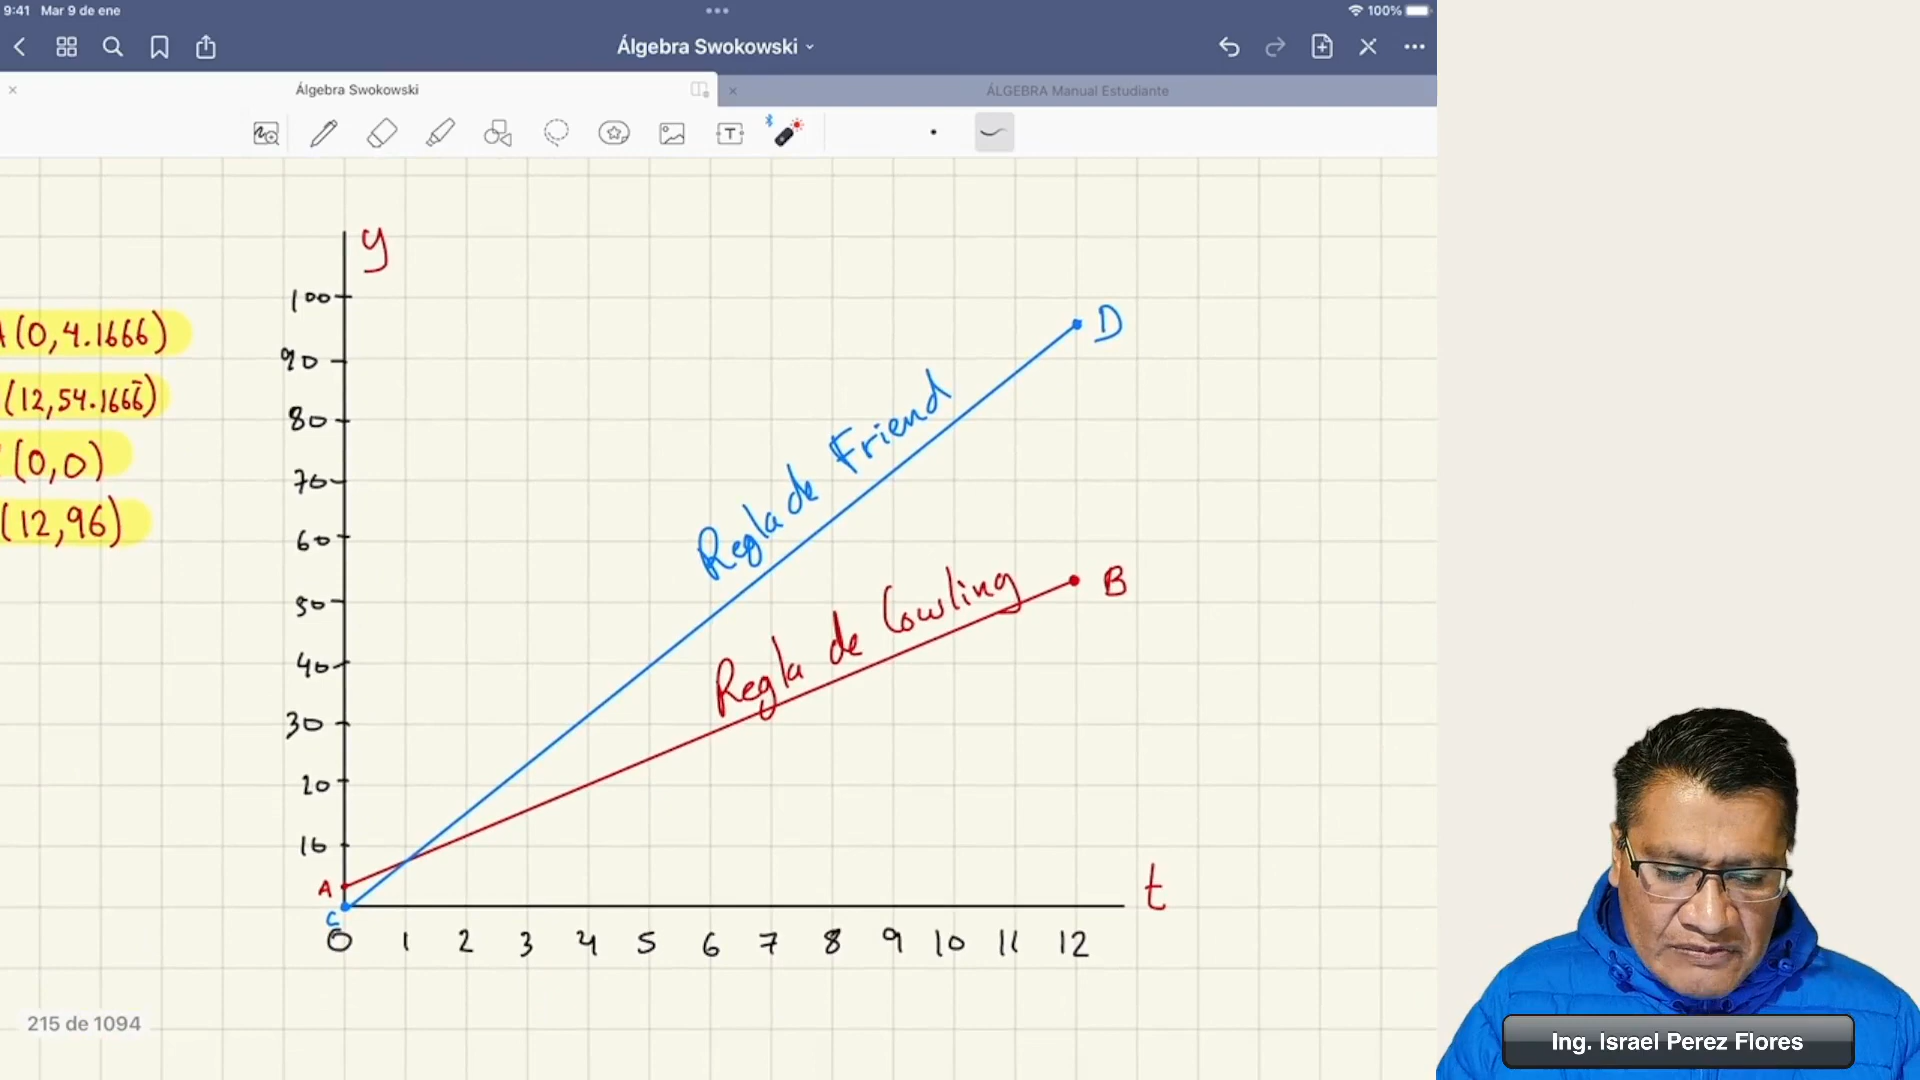 9:41 Mar 9 de ene
100%
Álgebra Swokowski
Álgebra Swokowski
ÁLGEBRA Manual Estudiante
T
y
100
90
80
70
60
50
40
30
20
10
(0,4.1666)
(12,54.1666)
(0,0)
(12,96)
D
Regla de Friend
B
Regla de Cowling
A
C
t
0 1 2 3 4 5 6 7 8 9 10 11 12
215 de 1094
Ing. Israel Perez Flores